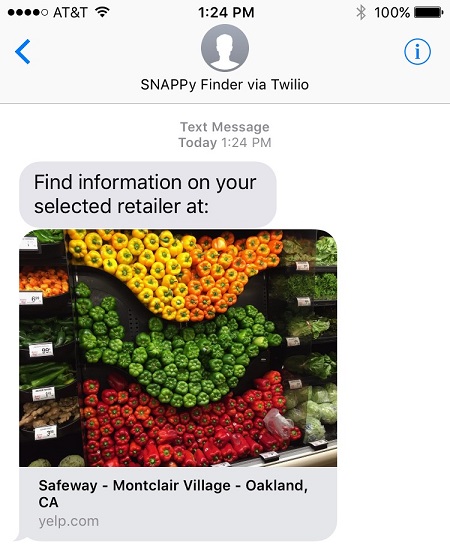 AT&T 1:24 PM 100%
SNAPPy Finder via Twilio
Text Message
Today 1:24 PM
Find information on your
selected retailer at:
Safeway - Montclair Village - Oakland,
CA
yelp.com